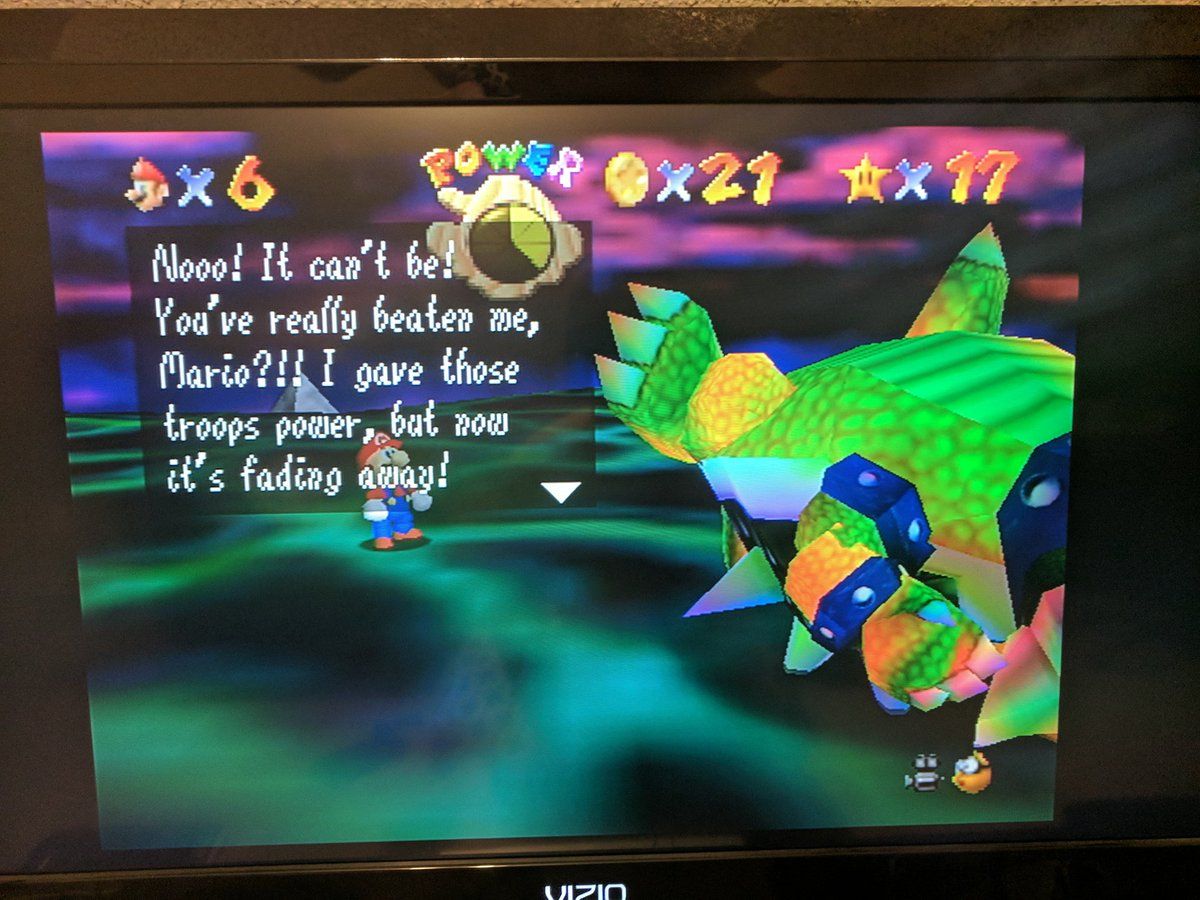 x 6
POWER
x 21
x 17
Nooo! It can't be!
You've really beaten me,
Mario?!! I gave those
troops power, but now
it's fading away!
VIZIO